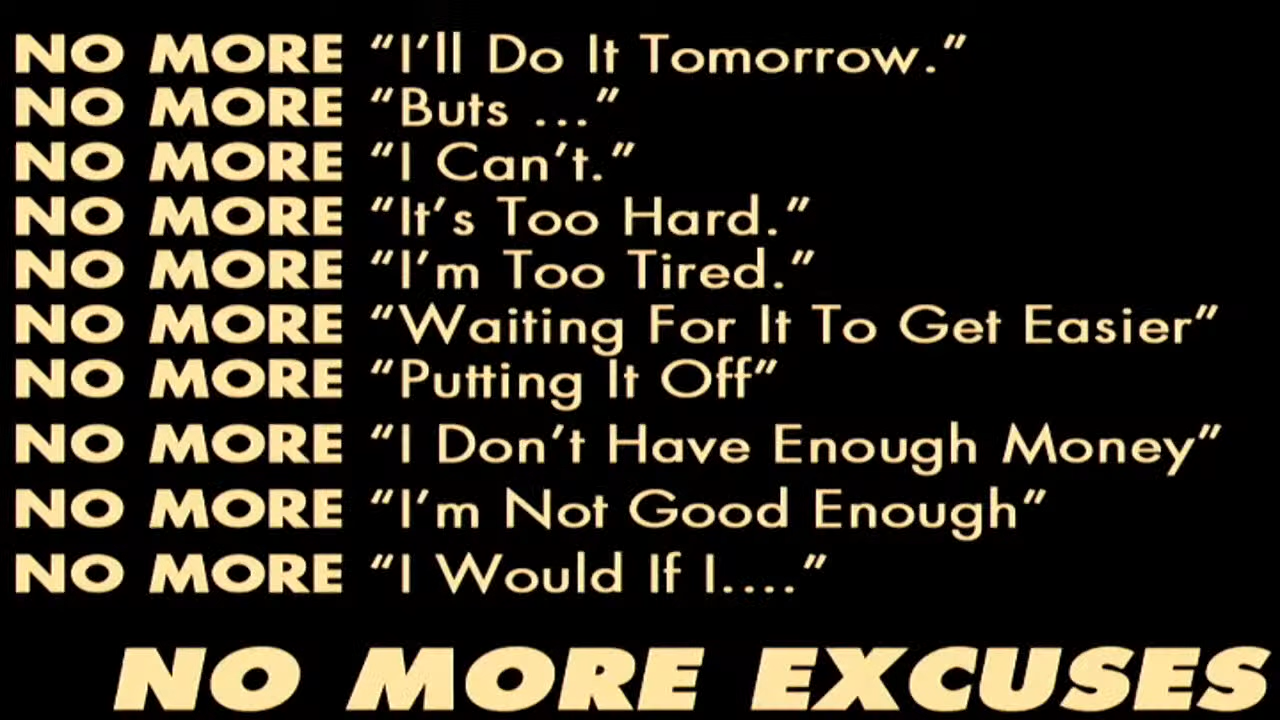 NO MORE “I’ll Do It Tomorrow.”
NO MORE “Buts ...”
NO MORE “I Can’t.”
NO MORE “It’s Too Hard.”
NO MORE “I’m Too Tired.”
NO MORE “Waiting For It To Get Easier”
NO MORE “Putting It Off”
NO MORE “I Don’t Have Enough Money”
NO MORE “I’m Not Good Enough”
NO MORE “I Would If I....”
NO MORE EXCUSES